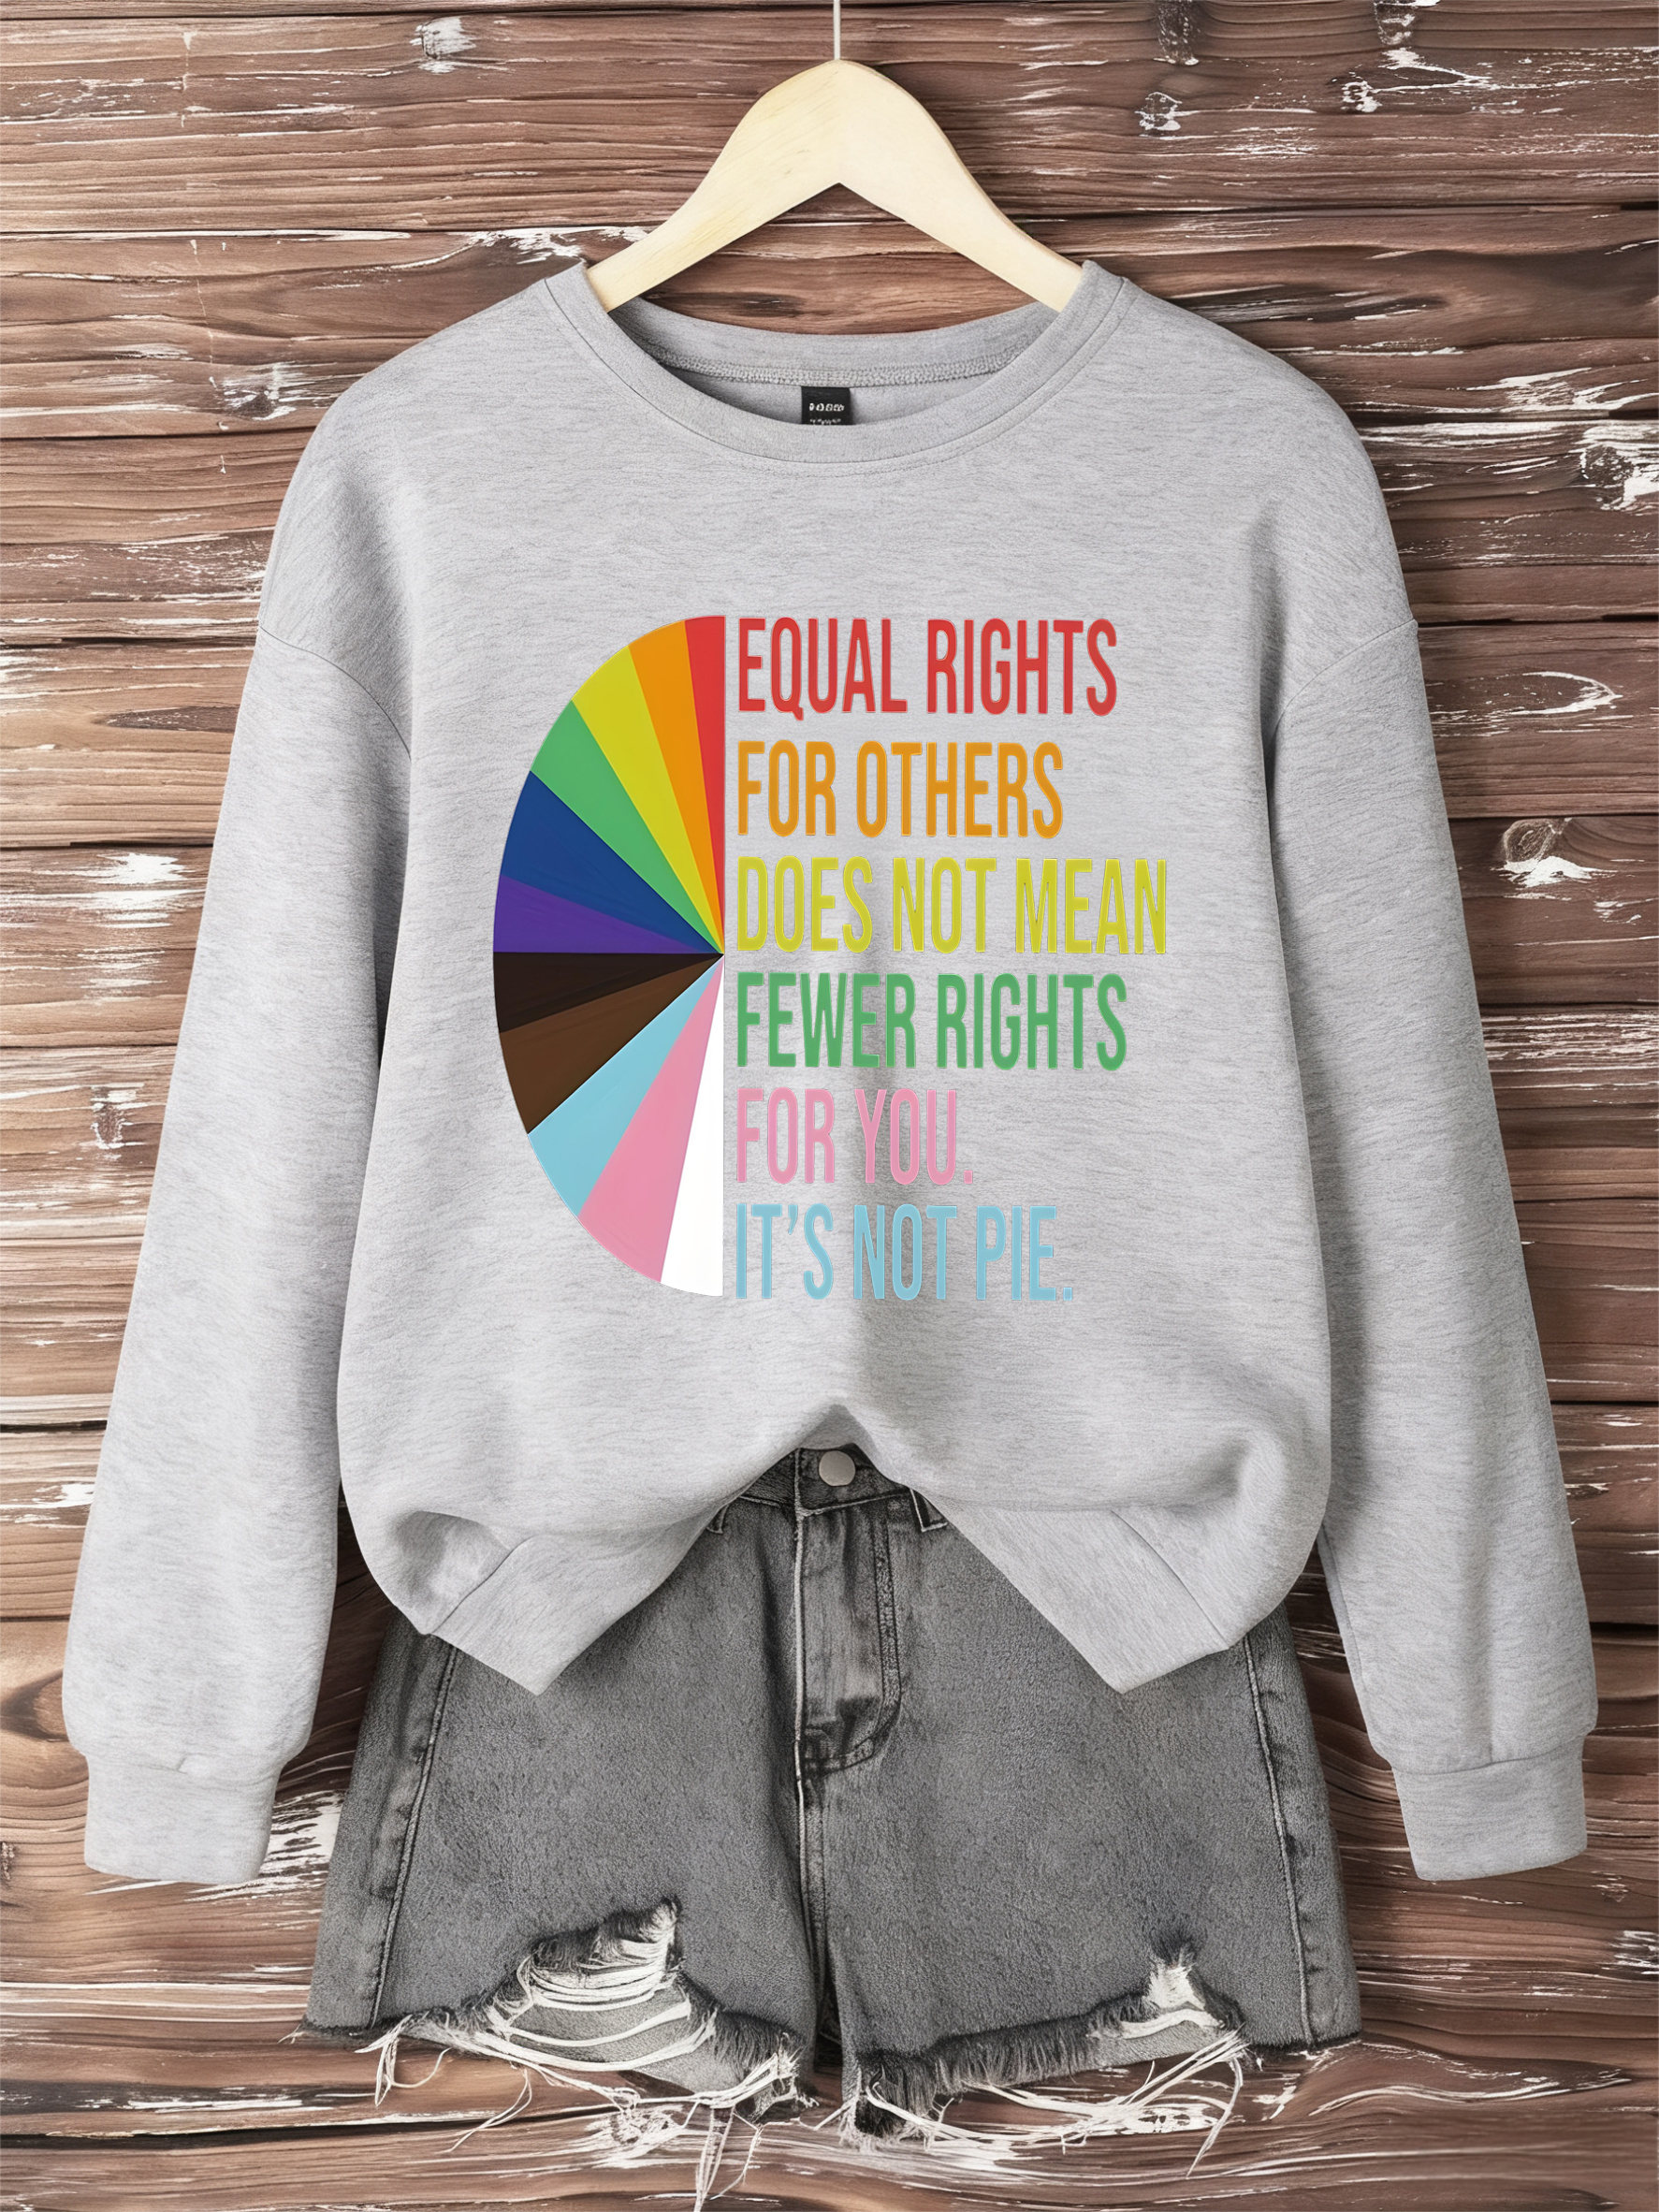 EQUAL RIGHTS
FOR OTHERS
DOES NOT MEAN
FEWER RIGHTS
FOR YOU.
IT'S NOT PIE.